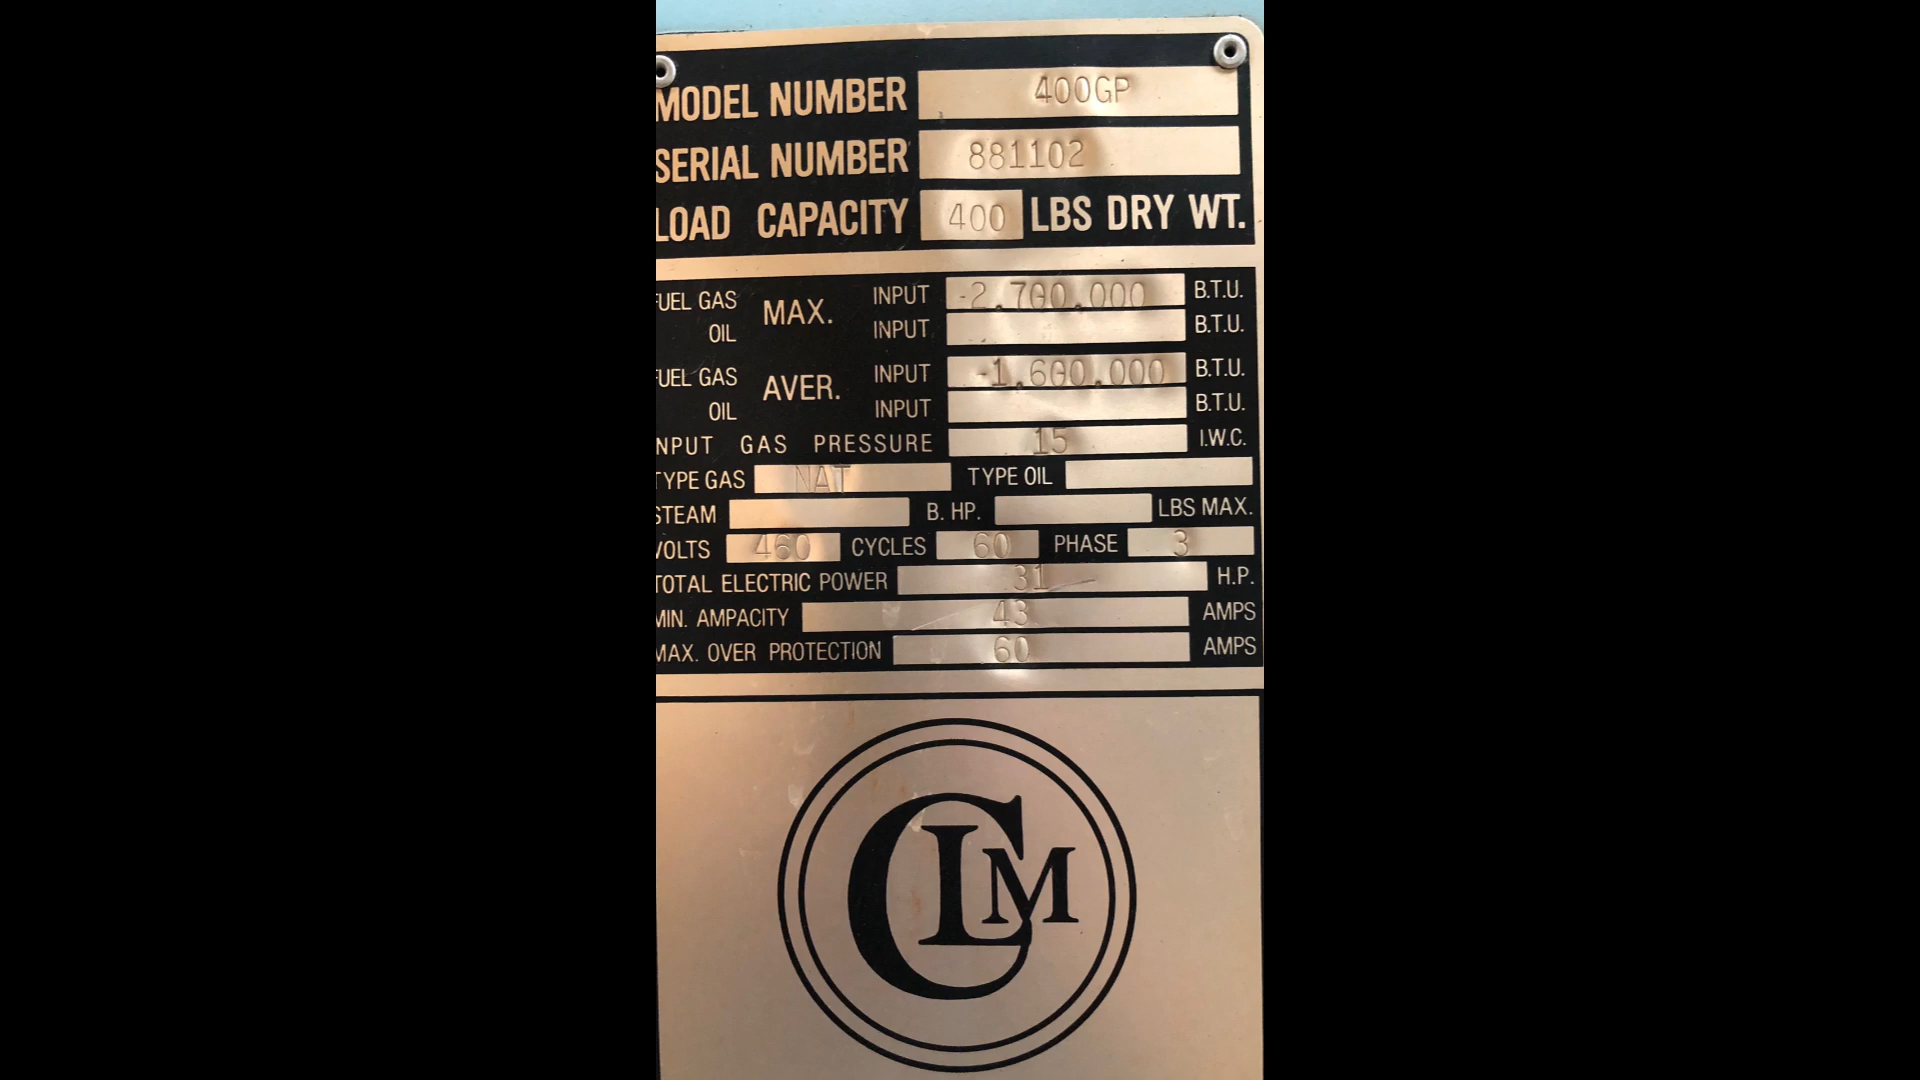 MODEL NUMBER 400GP
SERIAL NUMBER 881102
LOAD CAPACITY 400 LBS DRY WT.
FUEL GAS MAX. INPUT -2,700,000 B.T.U.
OIL INPUT B.T.U.
FUEL GAS AVER. INPUT -1,600,000 B.T.U.
OIL INPUT B.T.U.
INPUT GAS PRESSURE 15 I.W.C.
TYPE GAS NAT TYPE OIL
STEAM B. HP. LBS MAX.
VOLTS 460 CYCLES 60 PHASE 3
TOTAL ELECTRIC POWER 31 H.P.
MIN. AMPACITY 43 AMPS
MAX. OVER PROTECTION 60 AMPS
CLM